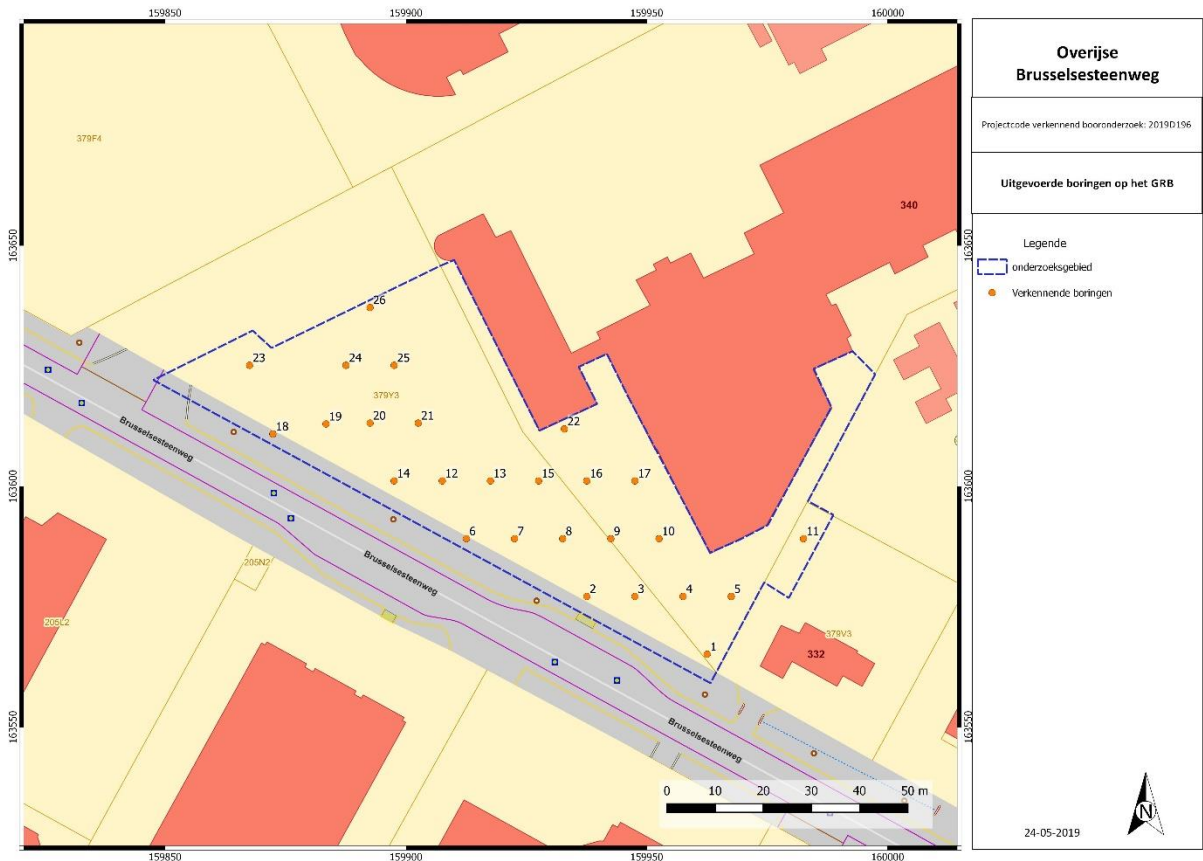 159850
159900
159950
160000
163650
163600
163550
163650
163600
163550
159850
159900
159950
160000
379F4
340
26
23
24
25
379Y3
18
19
20
21
22
14
12
13
15
16
17
6
7
8
9
10
11
2
3
4
5
1
Brusselsesteenweg
Brusselsesteenweg
Brusselsesteenweg
205N2
205L2
379V3
332
0 10 20 30 40 50 m
Overijse
Brusselsesteenweg
Projectcode verkennend booronderzoek: 2019D196
Uitgevoerde boringen op het GRB
Legende
onderzoeksgebied
Verkennende boringen
24-05-2019
N